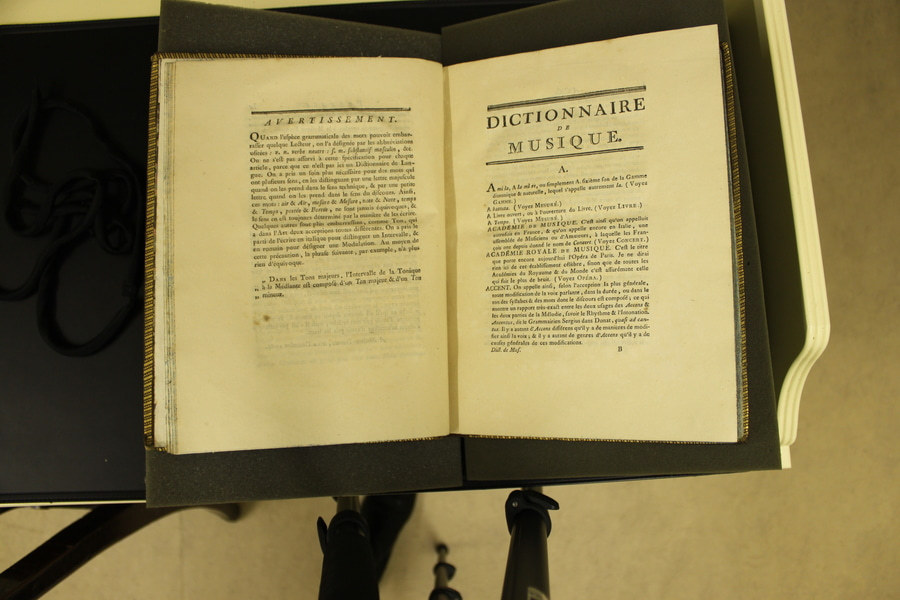 AVERTISSEMENT.
QUAND l'espèce grammaticale des mots pouvoit embar-
rasser quelque Lecteur, on l'a désignée par les abbréviations
usitées: v. n. verbe neutre: s. m. substantif masculin, &c.
On ne s'est pas asservi à cette spécification pour chaque
article, parce que ce n'est pas ici un Dictionnaire de Lan-
gue. On a pris un soin plus nécessaire pour des mots qui
ont plusieurs sens, en les distinguant par une lettre majuscule
quand on les prend dans le sens technique, & par une petite
lettre quand on les prend dans le sens du discours. Ainsi,
ces mots: air & Air, mesure & Mesure, note & Note, temps
& Temps, portée & Portée, ne sont jamais équivoques, &
le sens en est toujours déterminé par la manière de les écrire.
Quelques autres sont plus embarrassans, comme Ton, qui
a dans l'Art deux acceptions toutes différentes. On a pris le
parti de l'écrire en italique pour distinguer un Intervalle, &
en romain pour désigner une Modulation. Au moyen de
cette précaution, la phrase suivante, par exemple, n'a plus
rien d'équivoque.
„ DANS les Tons majeurs, l'Intervalle de la Tonique
„ à la Médiante est composé d'un Ton majeur & d'un Ton
„ mineur.
DICTIONNAIRE
DE
MUSIQUE.
A.
A mi la, A la mi re, ou simplement A. sixième son de la Gamme
diatonique & naturelle, lequel s'appelle autrement la. (Voyez
GAMME.)
A battuta. (Voyez MESURÉ.)
A Livre ouvert, ou à l'ouverture du Livre. (Voyez LIVRE.)
A Tempo. (Voyez MESURÉ.)
ACADÉMIE DE MUSIQUE. C'est ainsi qu'on appelloit
autrefois en France, & qu'on appelle encore en Italie, une
assemblée de Musiciens ou d'Amateurs, à laquelle les Fran-
çois ont depuis donné le nom de Concert. (Voyez CONCERT.)
ACADÉMIE ROYALE DE MUSIQUE. C'est le titre
que porte encore aujourd'hui l'Opéra de Paris. Je ne dirai
rien ici de cet établissement célèbre, sinon que de toutes les
Académies du Royaume & du Monde c'est assurément celle
qui fait le plus de bruit. (Voyez OPÉRA.)
ACCENT. On appelle ainsi, selon l'acception la plus générale,
toute modification de la voix parlante, dans la durée, ou dans le
ton des syllabes & des mots dont le discours est composé; ce qui
montre un rapport très-exact entre les deux usages des Accens &
les deux parties de la Mélodie, savoir le Rhythme & l'Intonation.
Accentus, dit le Grammairien Sergius dans Donat, quasi ad can-
tus. Il y a autant d'Accens différens qu'il y a de manières de modi-
fier ainsi la voix; & il y a autant de genres d'Accens qu'il y a de
causes générales de ces modifications.
Dict. de Mus. B